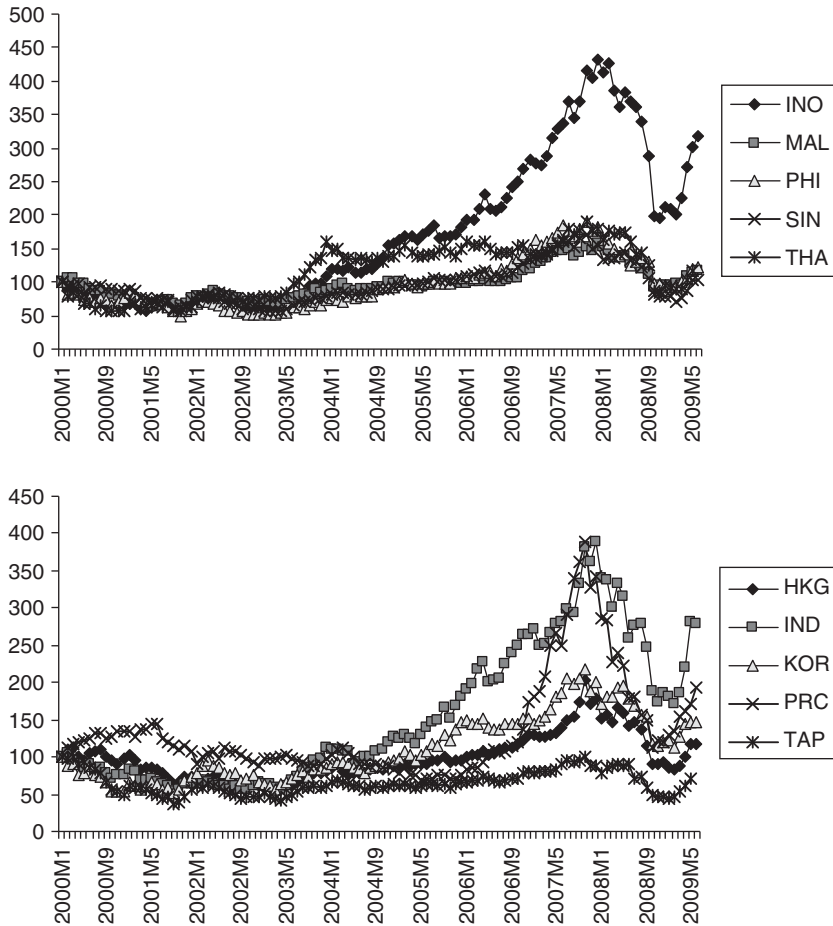 500
450
400
350
300
250
200
150
100
50
0
2000M1
2000M9
2001M5
2002M1
2002M9
2003M5
2004M1
2004M9
2005M5
2006M1
2006M9
2007M5
2008M1
2008M9
2009M5
INO
MAL
PHI
SIN
THA
450
400
350
300
250
200
150
100
50
0
2000M1
2000M9
2001M5
2002M1
2002M9
2003M5
2004M1
2004M9
2005M5
2006M1
2006M9
2007M5
2008M1
2008M9
2009M5
HKG
IND
KOR
PRC
TAP